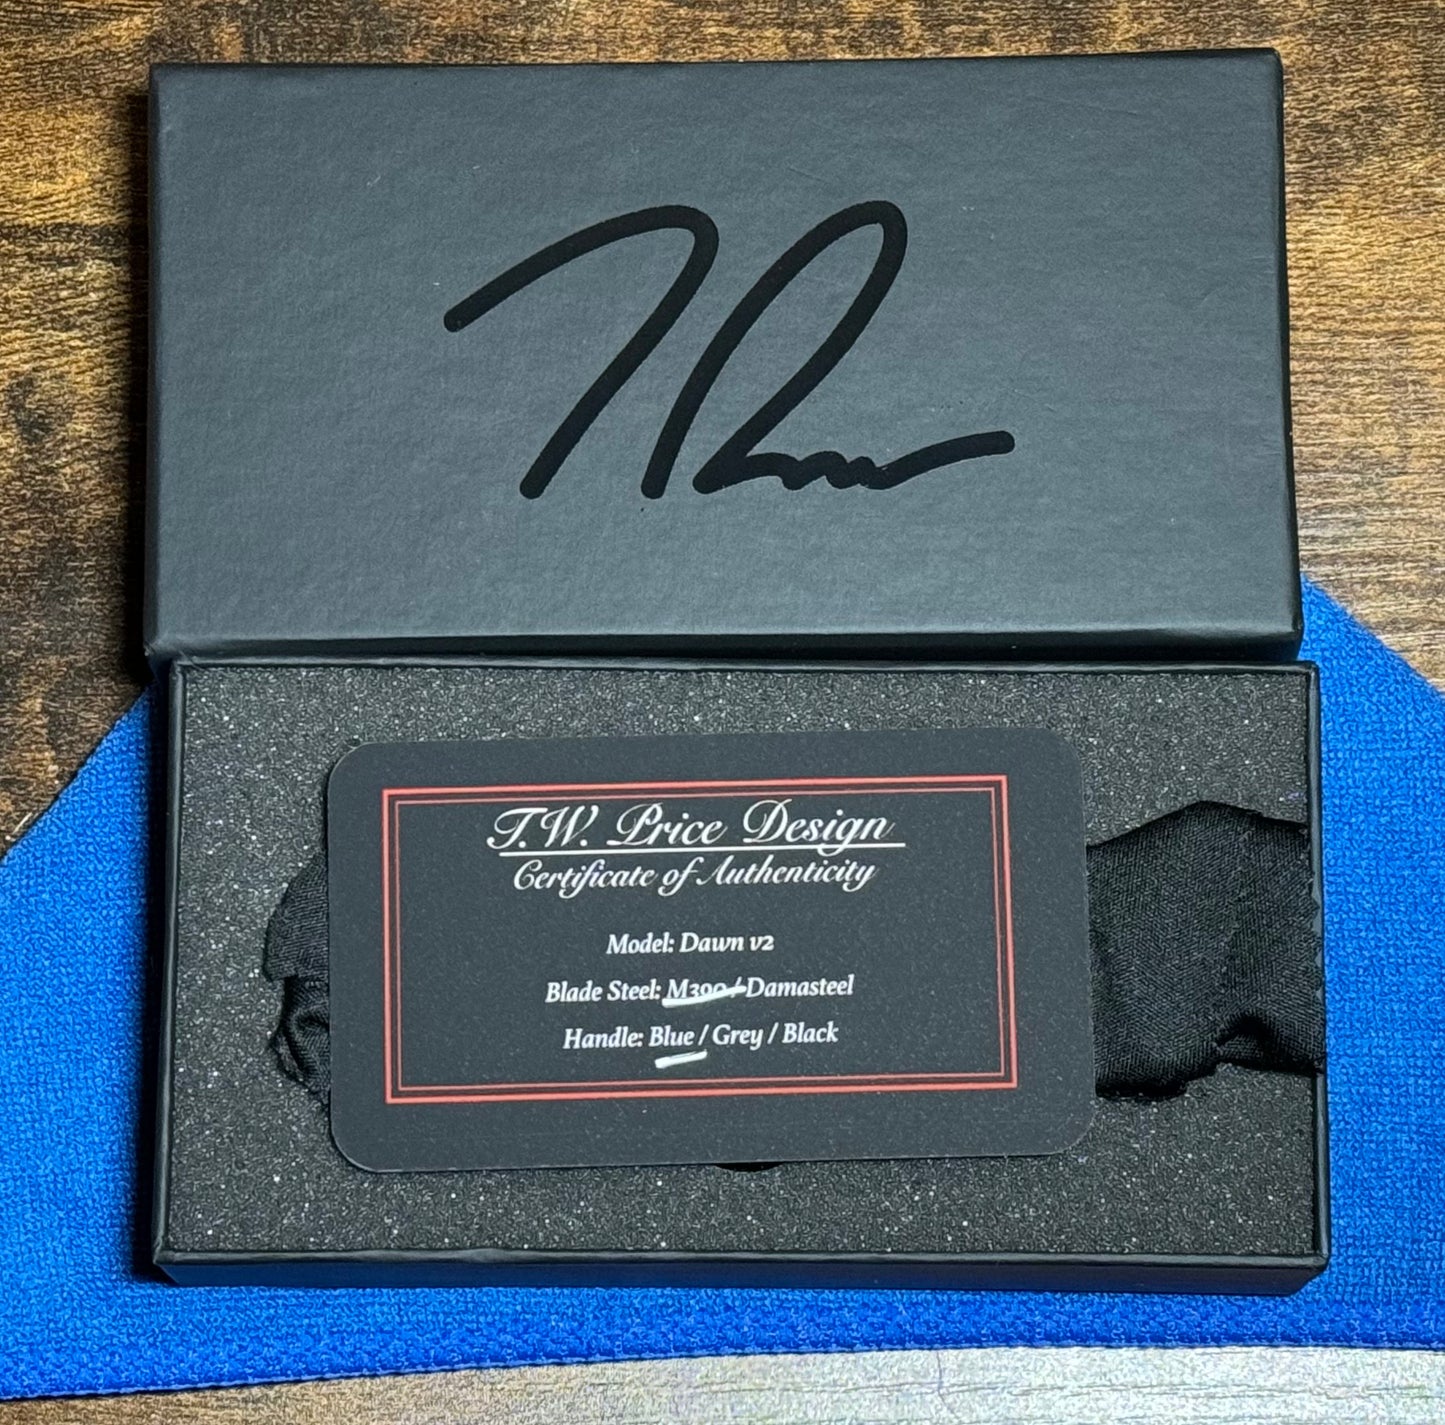 T.W. Price Design
Certificate of Authenticity
Model: Dawn v2
Blade Steel: M390 / Damasteel
Handle: Blue / Grey / Black